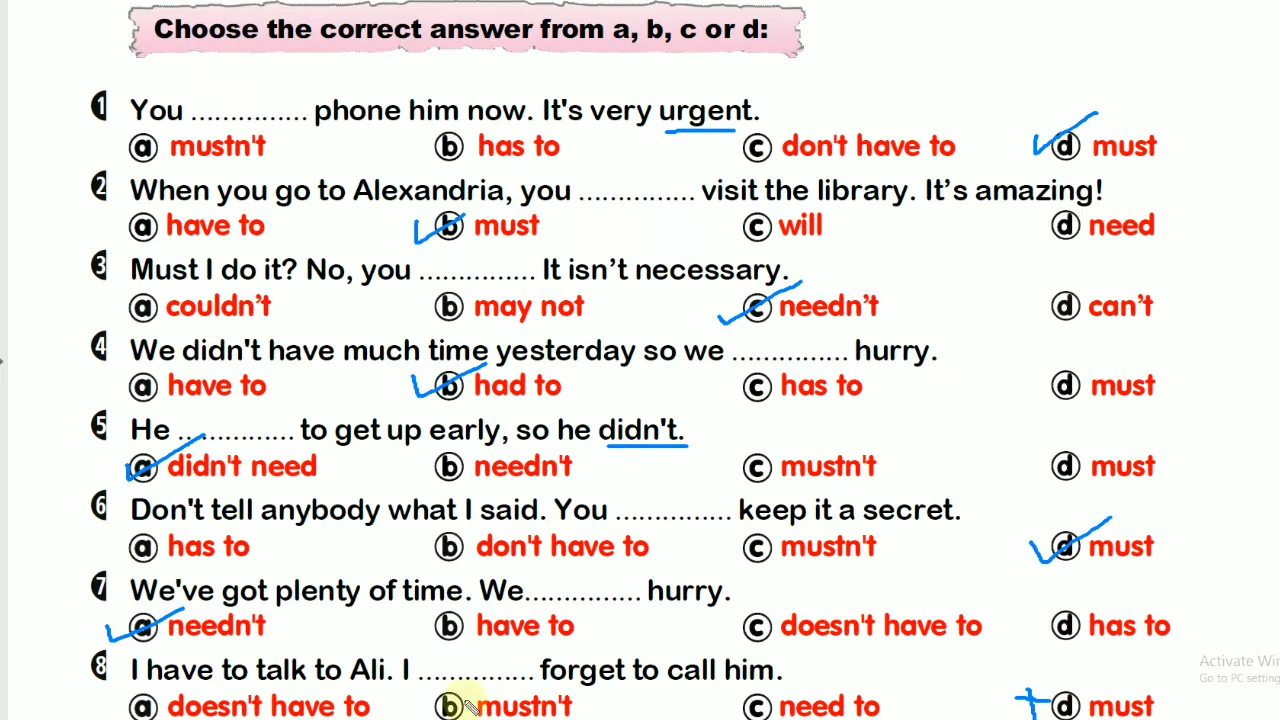 Choose the correct answer from a, b, c or d:
1 You ............... phone him now. It's very urgent.
a mustn't b has to c don't have to d must
2 When you go to Alexandria, you ............... visit the library. It's amazing!
a have to b must c will d need
3 Must I do it? No, you ............... It isn't necessary.
a couldn't b may not c needn't d can't
4 We didn't have much time yesterday so we ............... hurry.
a have to b had to c has to d must
5 He ............... to get up early, so he didn't.
a didn't need b needn't c mustn't d must
6 Don't tell anybody what I said. You ............... keep it a secret.
a has to b don't have to c mustn't d must
7 We've got plenty of time. We............... hurry.
a needn't b have to c doesn't have to d has to
8 I have to talk to Ali. I ............... forget to call him.
a doesn't have to b mustn't c need to d must
Activate Win
Go to PC setting